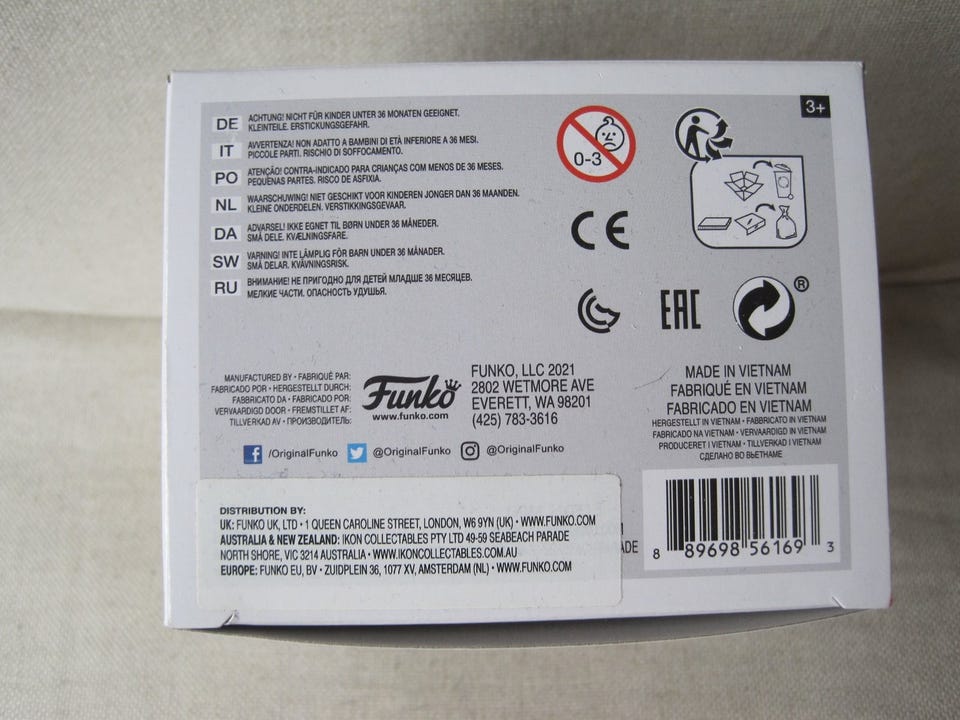 3+
DE
ACHTUNG! NICHT FÜR KINDER UNTER 36 MONATEN GEEIGNET.
KLEINTEILE. ERSTICKUNGSGEFAHR.
IT
AVVERTENZA! NON ADATTO A BAMBINI DI ETÀ INFERIORE A 36 MESI.
PICCOLE PARTI. RISCHIO DI SOFFOCAMENTO.
PO
ATENÇÃO! CONTRA-INDICADO PARA CRIANÇAS COM MENOS DE 36 MESES.
PEQUENAS PARTES. RISCO DE ASFIXIA.
NL
WAARSCHUWING! NIET GESCHIKT VOOR KINDEREN JONGER DAN 36 MAANDEN.
KLEINE ONDERDELEN. VERSTIKKINGSGEVAAR.
DA
ADVARSEL! IKKE EGNET TIL BØRN UNDER 36 MÅNEDER.
SMÅ DELE. KVÆLNINGSFARE.
SW
VARNING! INTE LÄMPLIG FÖR BARN UNDER 36 MÅNADER.
SMÅ DELAR. KVÄVNINGSRISK.
RU
ВНИМАНИЕ! НЕ ПРИГОДНО ДЛЯ ДЕТЕЙ МЛАДШЕ 36 МЕСЯЦЕВ.
МЕЛКИЕ ЧАСТИ. ОПАСНОСТЬ УДУШЬЯ.
0-3
CE
EAC
®
MANUFACTURED BY • FABRIQUÉ PAR:
FABRICADO POR • HERGESTELLT DURCH:
FABBRICATO DA • FABRICADO POR:
VERVAARDIGD DOOR • FREMSTILLET AF:
TILLVERKAD AV • ПРОИЗВОДИТЕЛЬ:
Funko
www.funko.com
FUNKO, LLC 2021
2802 WETMORE AVE
EVERETT, WA 98201
(425) 783-3616
MADE IN VIETNAM
FABRIQUÉ EN VIETNAM
FABRICADO EN VIETNAM
HERGESTELLT IN VIETNAM • FABBRICATO IN VIETNAM
FABRICADO NA VIETNAM • VERVAARDIGD IN VIETNAM
PRODUCERET I VIETNAM • TILLVERKAD I VIETNAM
СДЕЛАНО ВО ВЬЕТНАМЕ
f /OriginalFunko @OriginalFunko @OriginalFunko
DISTRIBUTION BY:
UK: FUNKO UK, LTD • 1 QUEEN CAROLINE STREET, LONDON, W6 9YN (UK) • WWW.FUNKO.COM
AUSTRALIA & NEW ZEALAND: IKON COLLECTABLES PTY LTD 49-59 SEABEACH PARADE
NORTH SHORE, VIC 3214 AUSTRALIA • WWW.IKONCOLLECTABLES.COM.AU
EUROPE: FUNKO EU, BV • ZUIDPLEIN 36, 1077 XV, AMSTERDAM (NL) • WWW.FUNKO.COM
8 89698 56169 3